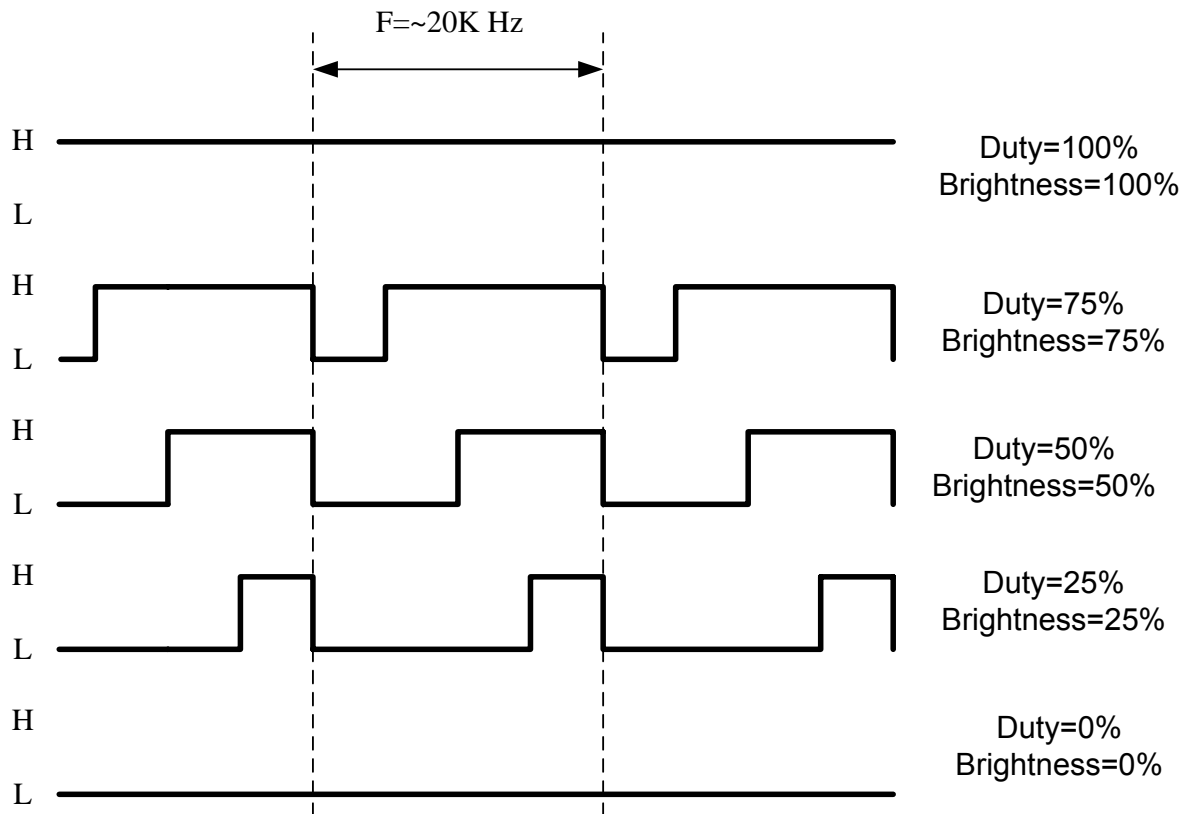 F=~20K Hz
H
Duty=100%
Brightness=100%
L
H
Duty=75%
Brightness=75%
L
H
Duty=50%
Brightness=50%
L
H
Duty=25%
Brightness=25%
L
H
Duty=0%
Brightness=0%
L